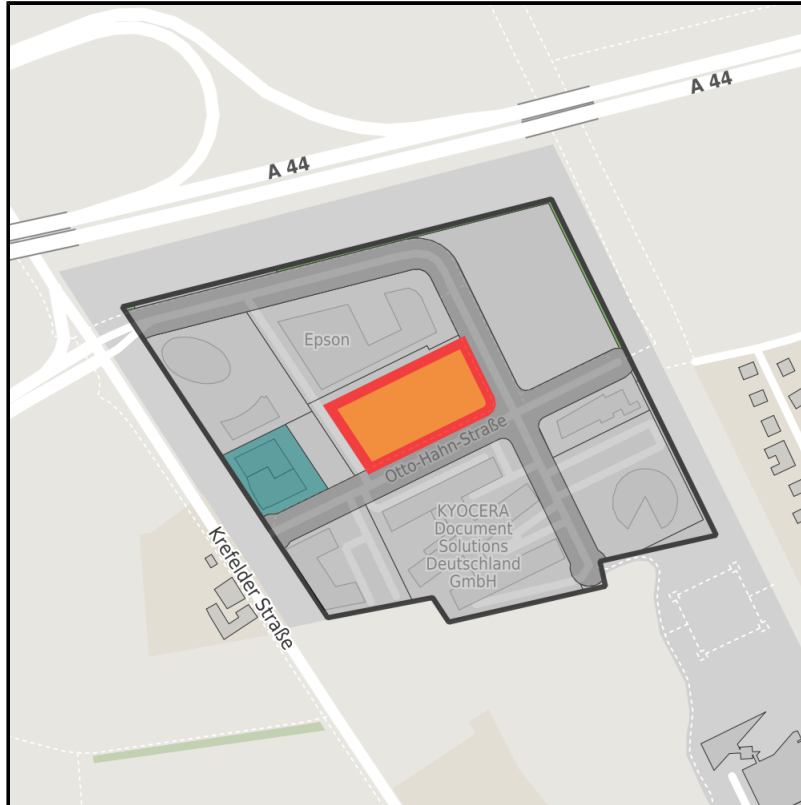 A 44
A 44
Epson
Otto-Hahn-Straße
KYOCERA
Document
Solutions
Deutschland
GmbH
Krefelder Straße